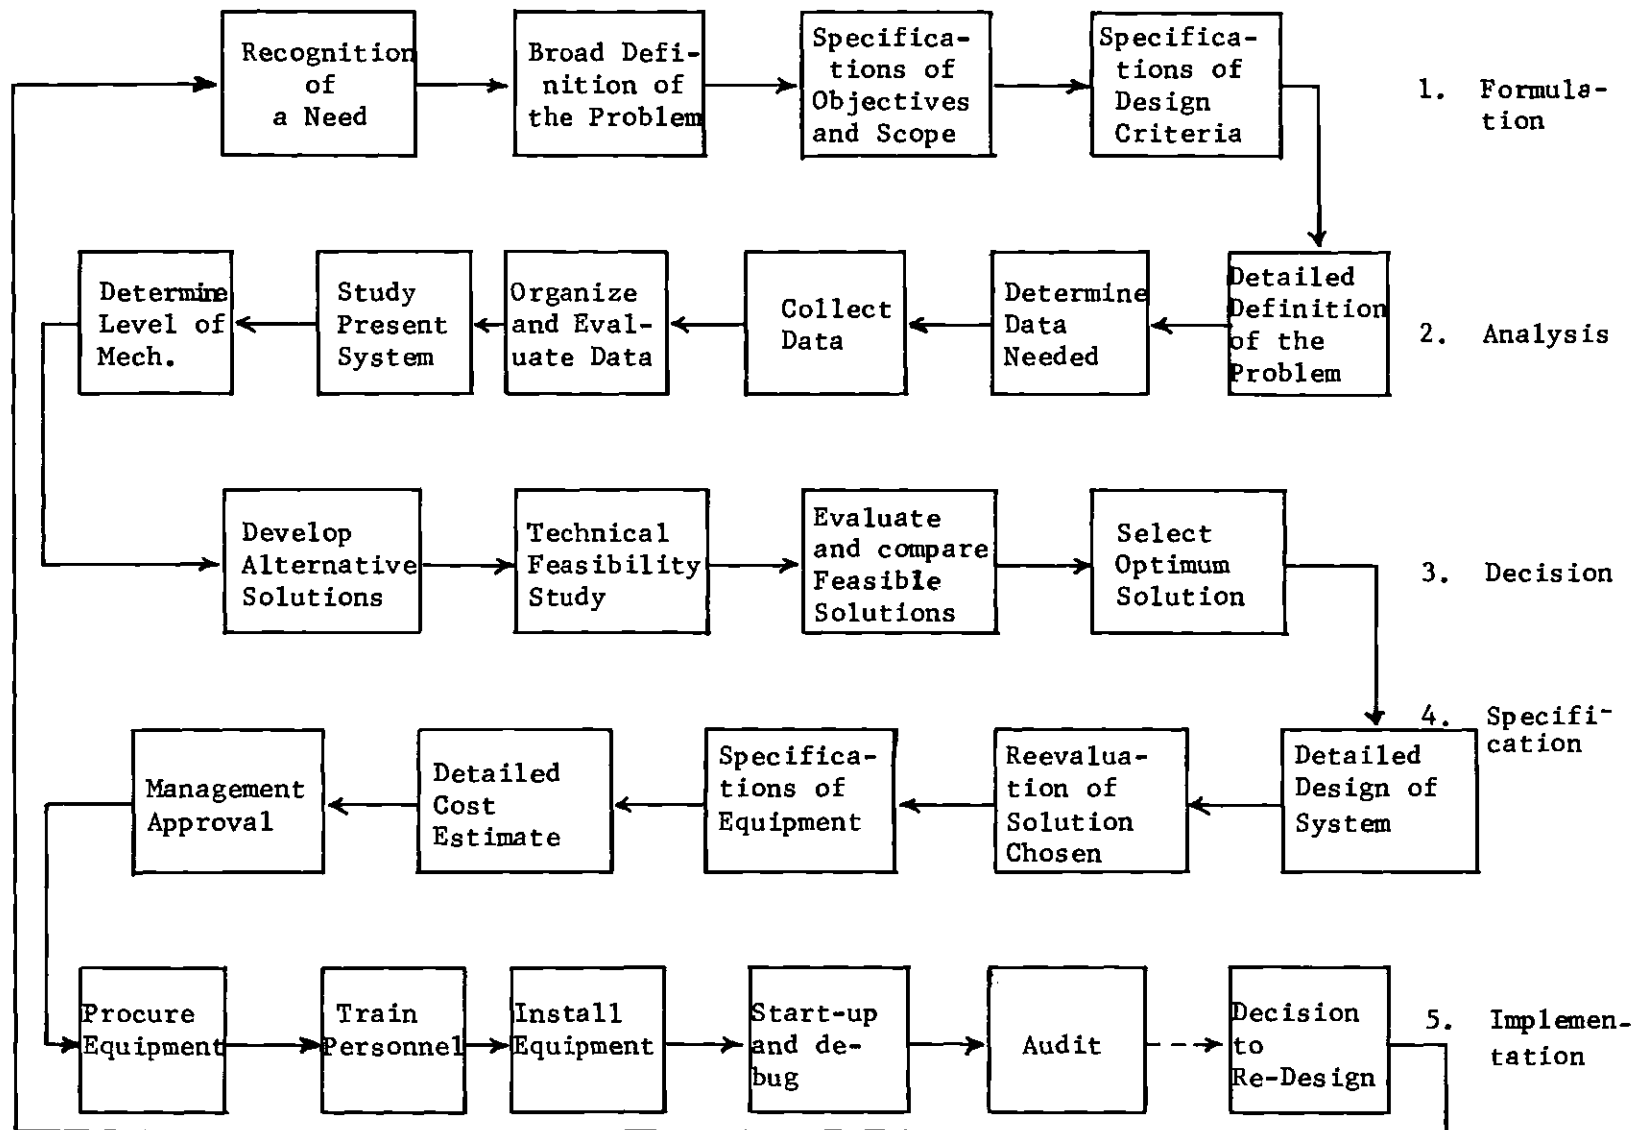 Recognition
of
a Need
Broad Defi-
nition of
the Problem
Specifica-
tions of
Objectives
and Scope
Specifica-
tions of
Design
Criteria
1. Formula-
tion
Determine
Level of
Mech.
Study
Present
System
Organize
and Eval-
uate Data
Collect
Data
Determine
Data
Needed
Detailed
Definition
of the
Problem
2. Analysis
Develop
Alternative
Solutions
Technical
Feasibility
Study
Evaluate
and compare
Feasible
Solutions
Select
Optimum
Solution
3. Decision
Management
Approval
Detailed
Cost
Estimate
Specifica-
tions of
Equipment
Reevalua-
tion of
Solution
Chosen
Detailed
Design of
System
4. Specifi-
cation
Procure
Equipment
Train
Personnel
Install
Equipment
Start-up
and de-
bug
Audit
Decision
to
Re-Design
5. Implemen-
tation